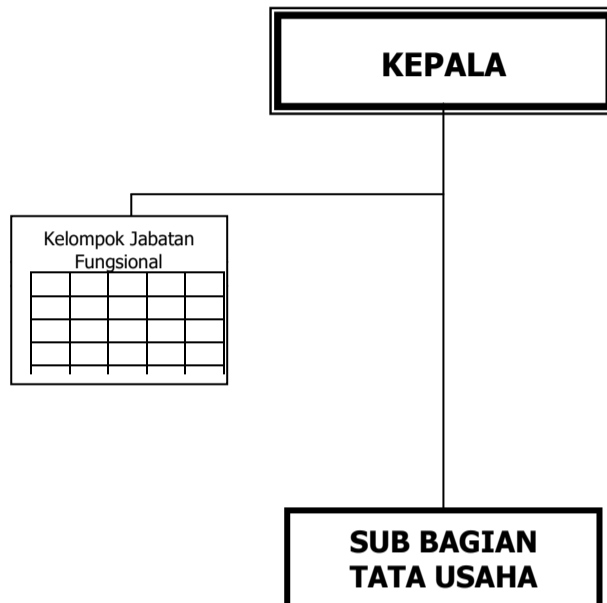 KEPALA
Kelompok Jabatan
Fungsional
SUB BAGIAN
TATA USAHA